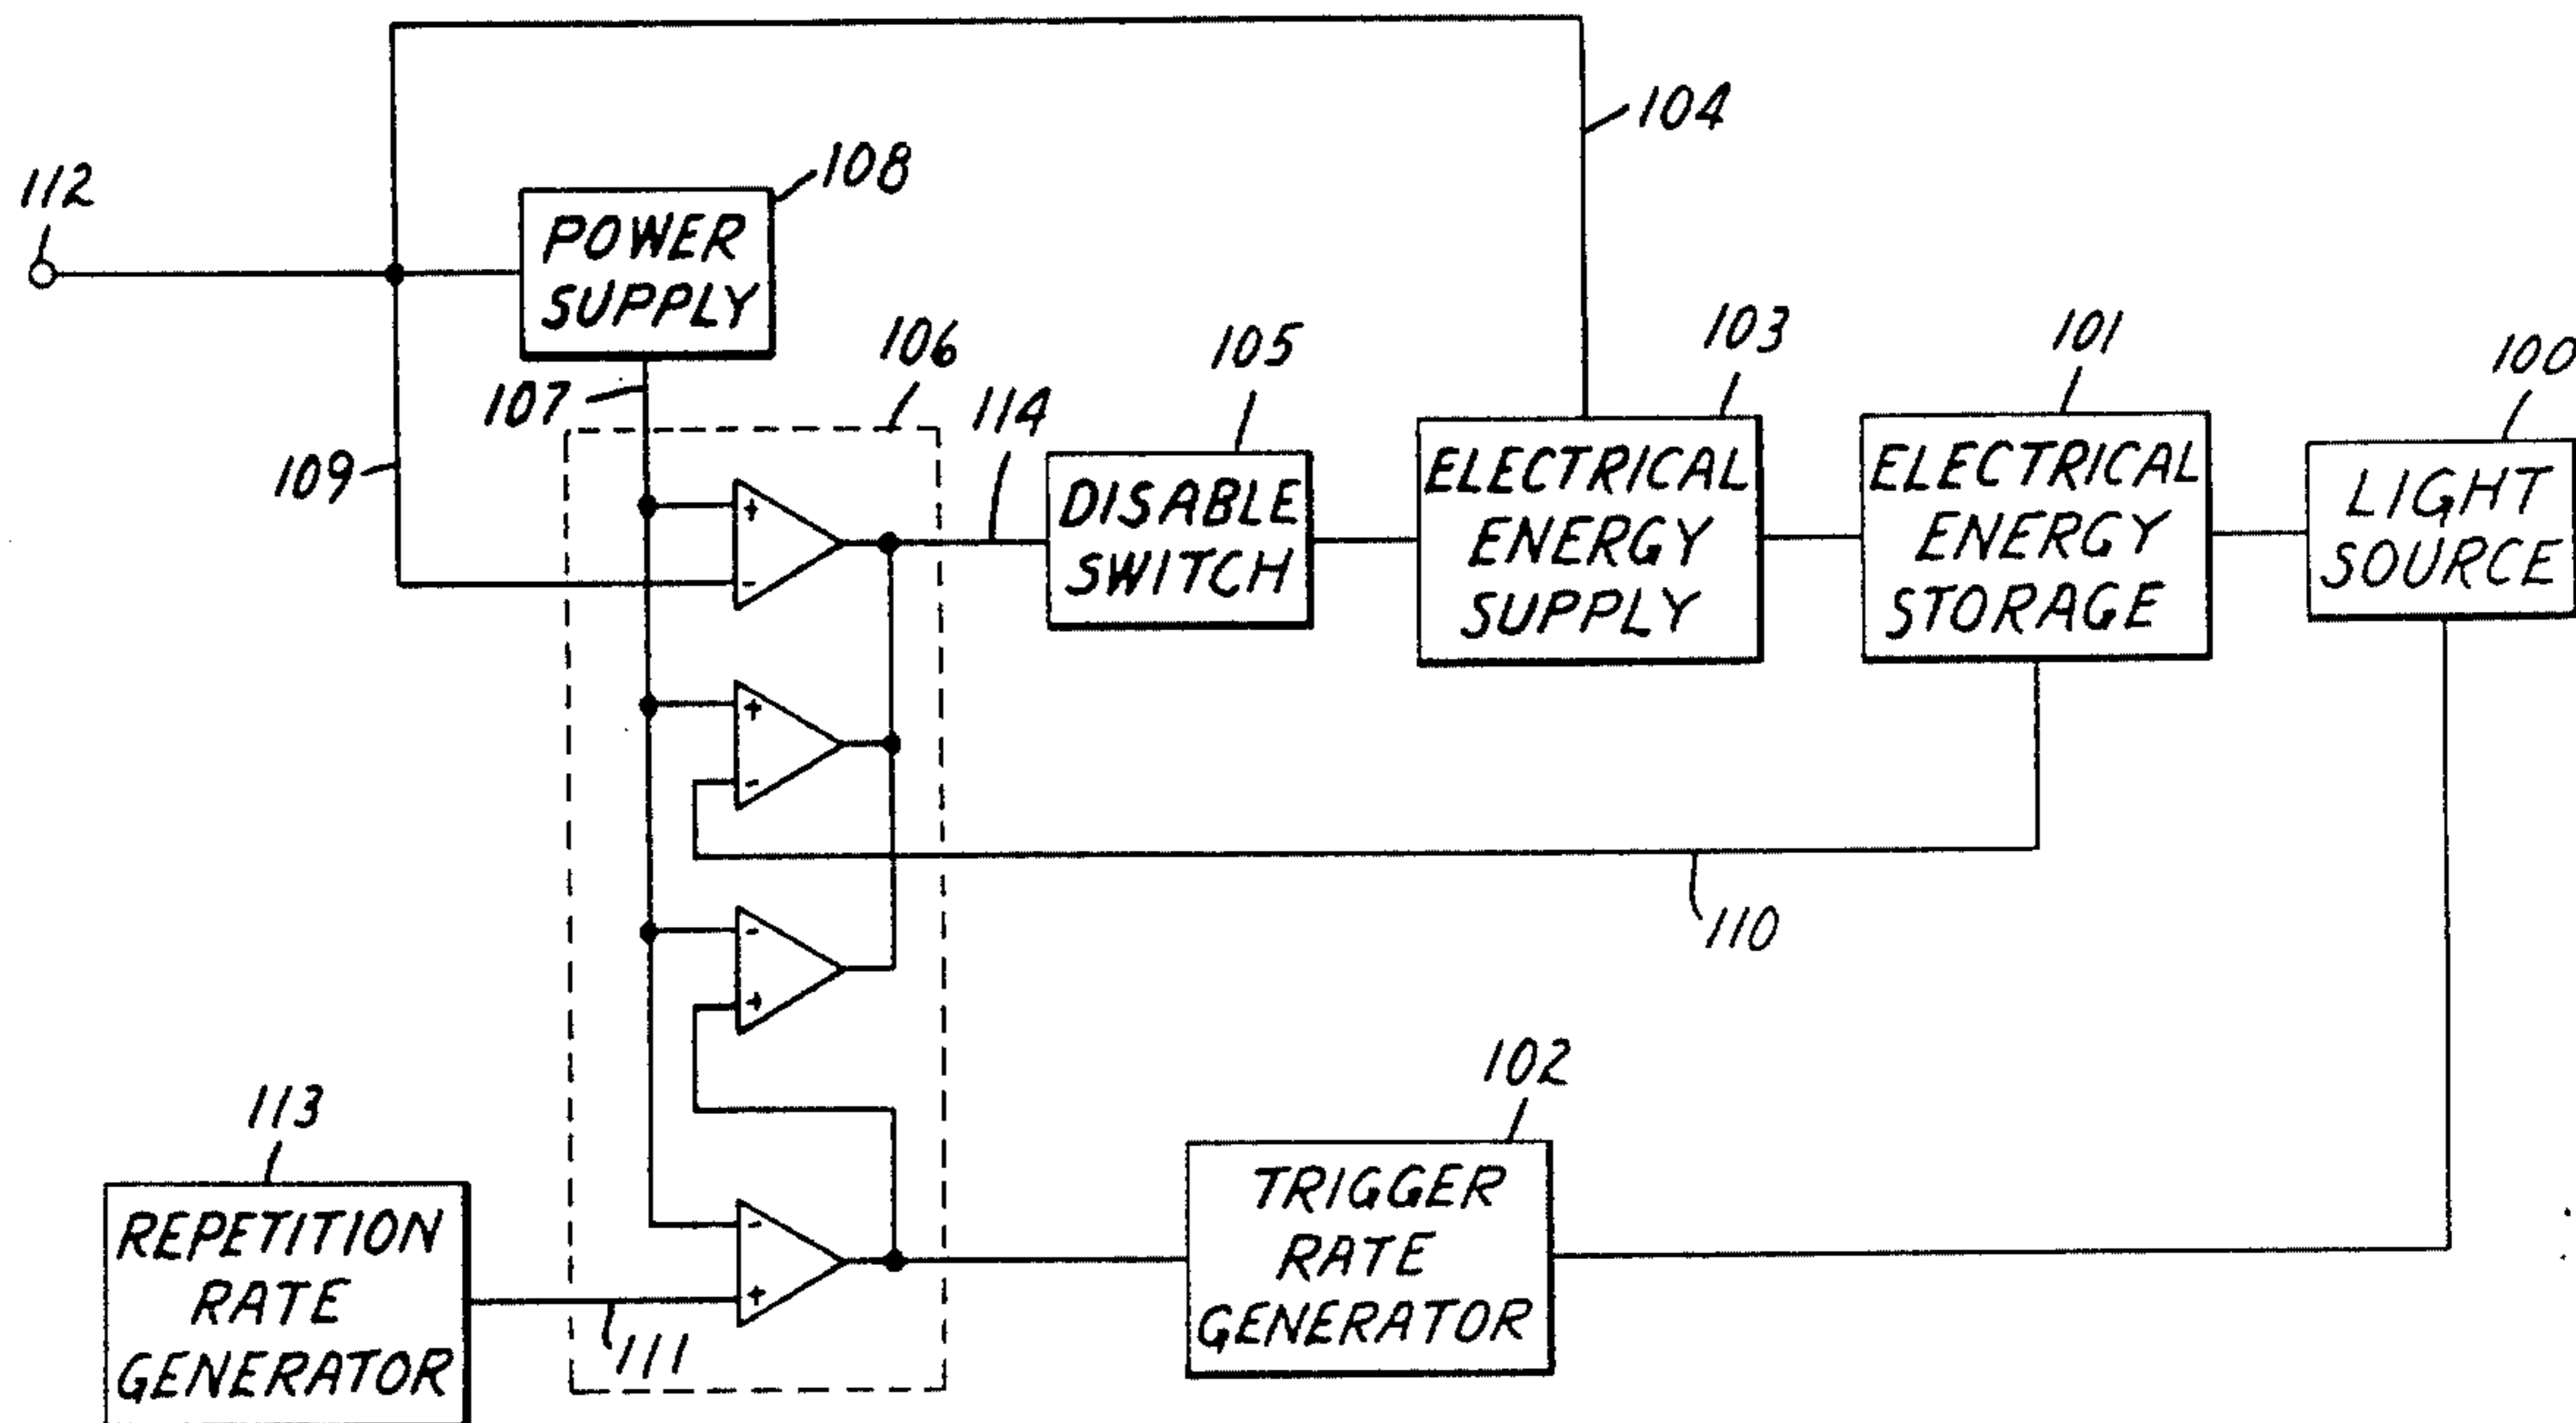 104
112
108
POWER
SUPPLY
107
106
114
105
103
101
100
109
DISABLE
SWITCH
ELECTRICAL
ENERGY
SUPPLY
ELECTRICAL
ENERGY
STORAGE
LIGHT
SOURCE
+
-
+
-
110
-
+
113
102
REPETITION
RATE
GENERATOR
111
-
+
TRIGGER
RATE
GENERATOR